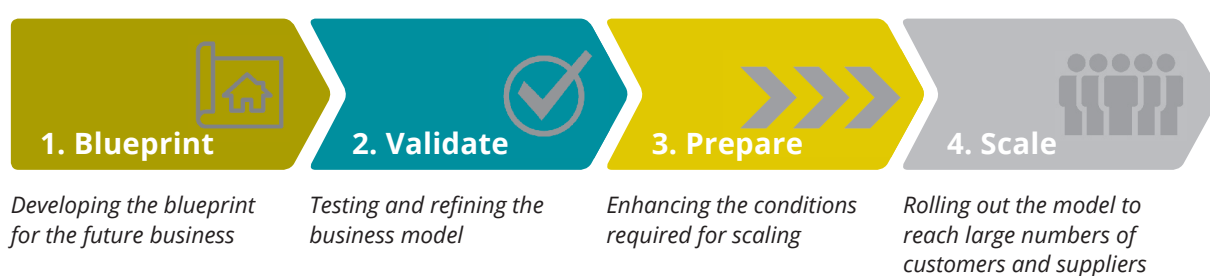 1. Blueprint
Developing the blueprint
for the future business
2. Validate
Testing and refining the
business model
3. Prepare
Enhancing the conditions
required for scaling
4. Scale
Rolling out the model to
reach large numbers of
customers and suppliers